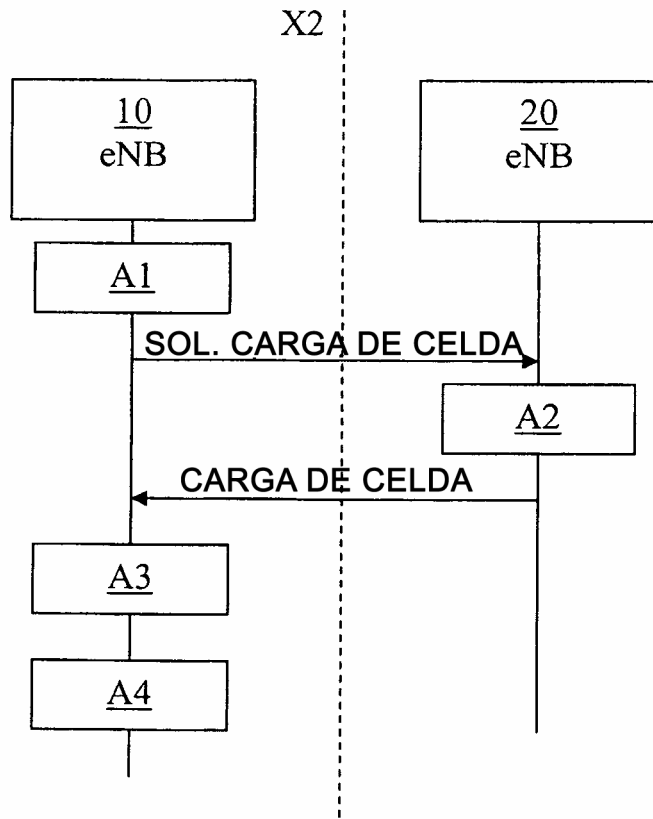 X2
10
eNB
20
eNB
A1
SOL. CARGA DE CELDA
A2
CARGA DE CELDA
A3
A4